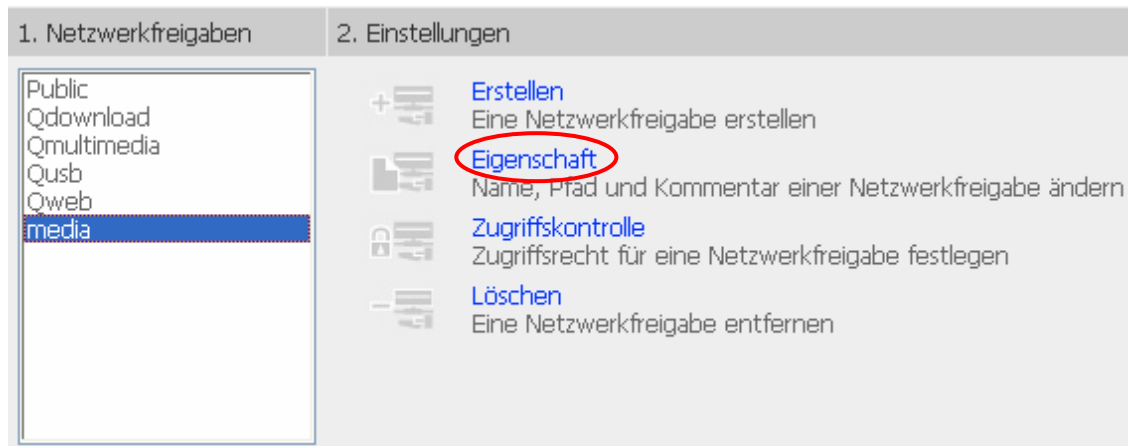 1. Netzwerkfreigaben
2. Einstellungen
Public
Qdownload
Qmultimedia
Qusb
Qweb
media
Erstellen
Eine Netzwerkfreigabe erstellen
Eigenschaft
Name, Pfad und Kommentar einer Netzwerkfreigabe ändern
Zugriffskontrolle
Zugriffsrecht für eine Netzwerkfreigabe festlegen
Löschen
Eine Netzwerkfreigabe entfernen